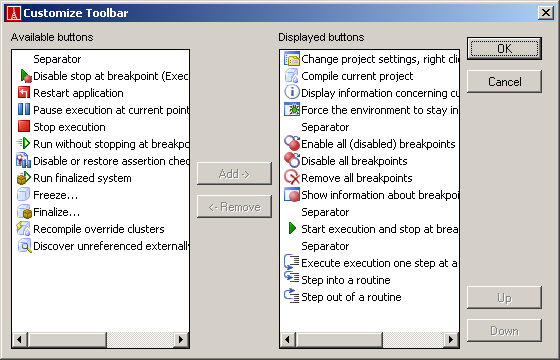 Customize Toolbar
Available buttons
Separator
Disable stop at breakpoint (Exec
Restart application
Pause execution at current point
Stop execution
Run without stopping at breakpo
Disable or restore assertion chec
Run finalized system
Freeze...
Finalize...
Recompile override clusters
Discover unreferenced externally
Add ->
<- Remove
Displayed buttons
Change project settings, right clic
Compile current project
Display information concerning cu
Force the environment to stay in
Separator
Enable all (disabled) breakpoints
Disable all breakpoints
Remove all breakpoints
Show information about breakpoi
Separator
Start execution and stop at brea
Separator
Execute execution one step at a
Step into a routine
Step out of a routine
OK
Cancel
Up
Down